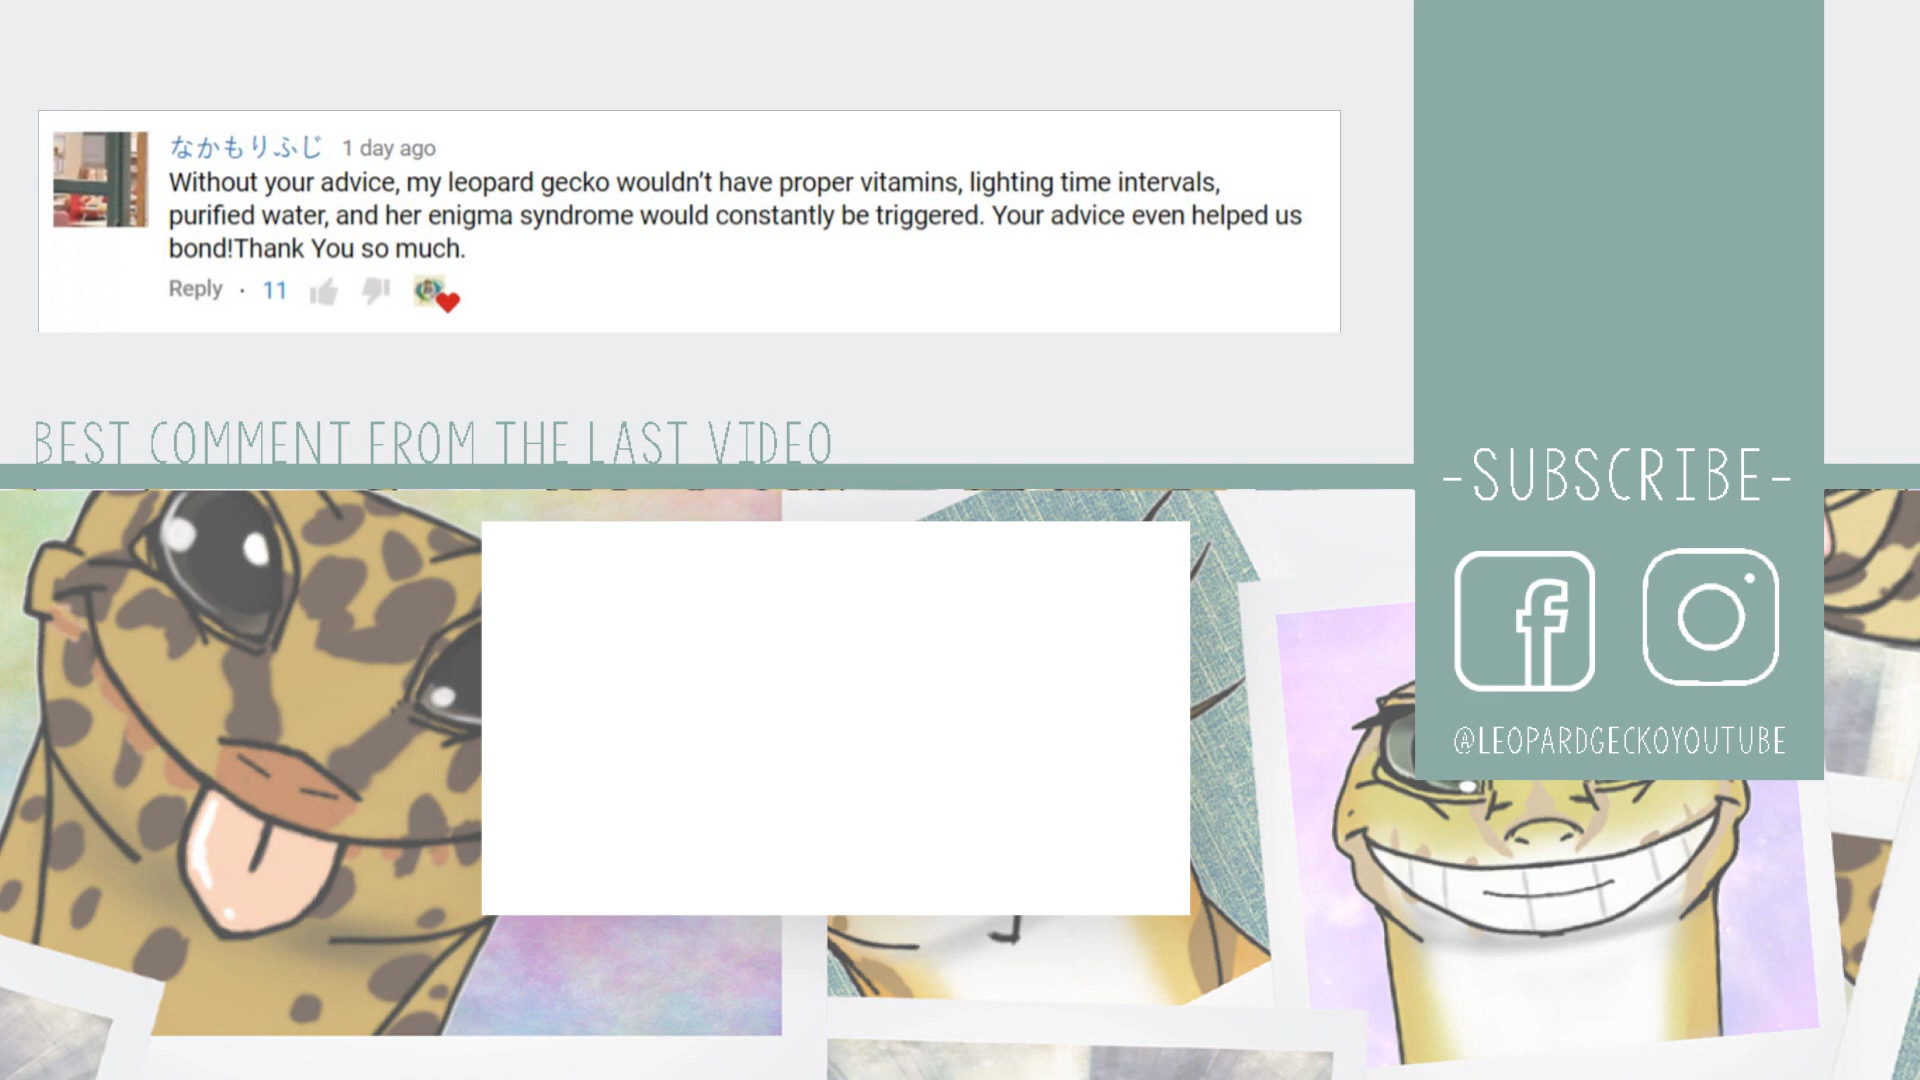 なかもりふじ 1 day ago
Without your advice, my leopard gecko wouldn't have proper vitamins, lighting time intervals,
purified water, and her enigma syndrome would constantly be triggered. Your advice even helped us
bond!Thank You so much.
Reply · 11
BEST COMMENT FROM THE LAST VIDEO
-SUBSCRIBE-
@LEOPARDGECKOYOUTUBE